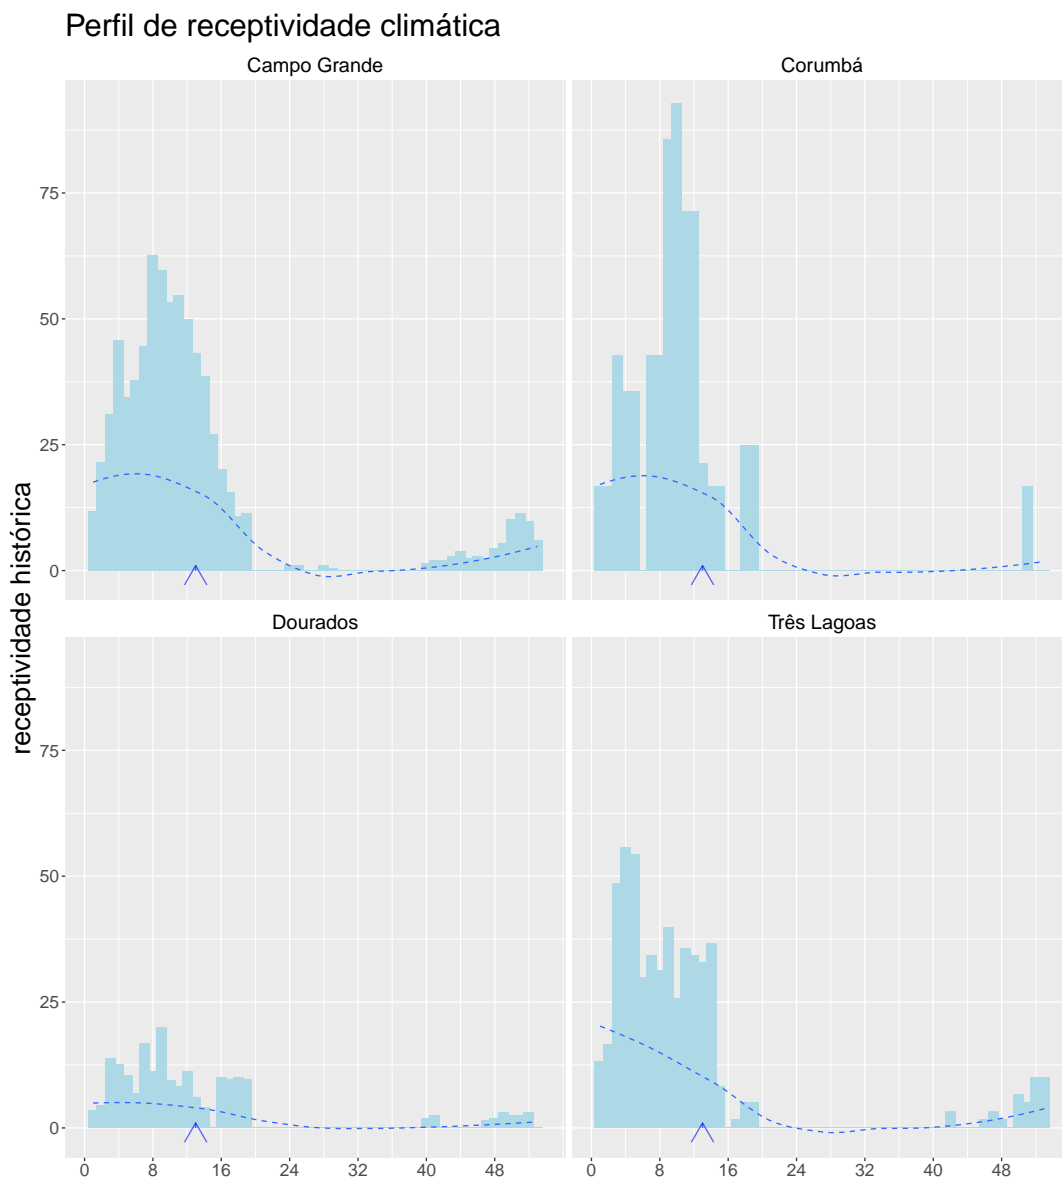 Perfil de receptividade climática
Campo Grande
Corumbá
receptividade histórica
75
50
25
0
Dourados
Três Lagoas
75
50
25
0
0 8 16 24 32 40 48
0 8 16 24 32 40 48